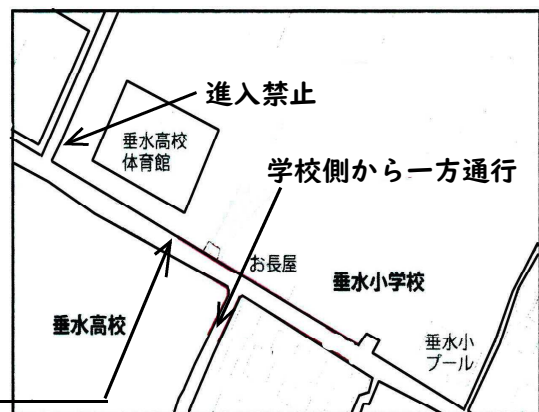 進入禁止
垂水高校
体育館
学校側から一方通行
お長屋
垂水小学校
垂水高校
垂水小
プール